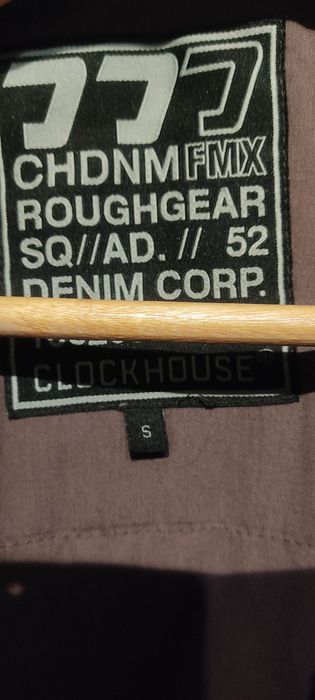 CHDNM FMX
ROUGHGEAR
SQ//AD. // 52
DENIM CORP.
CLOCKHOUSE®
S